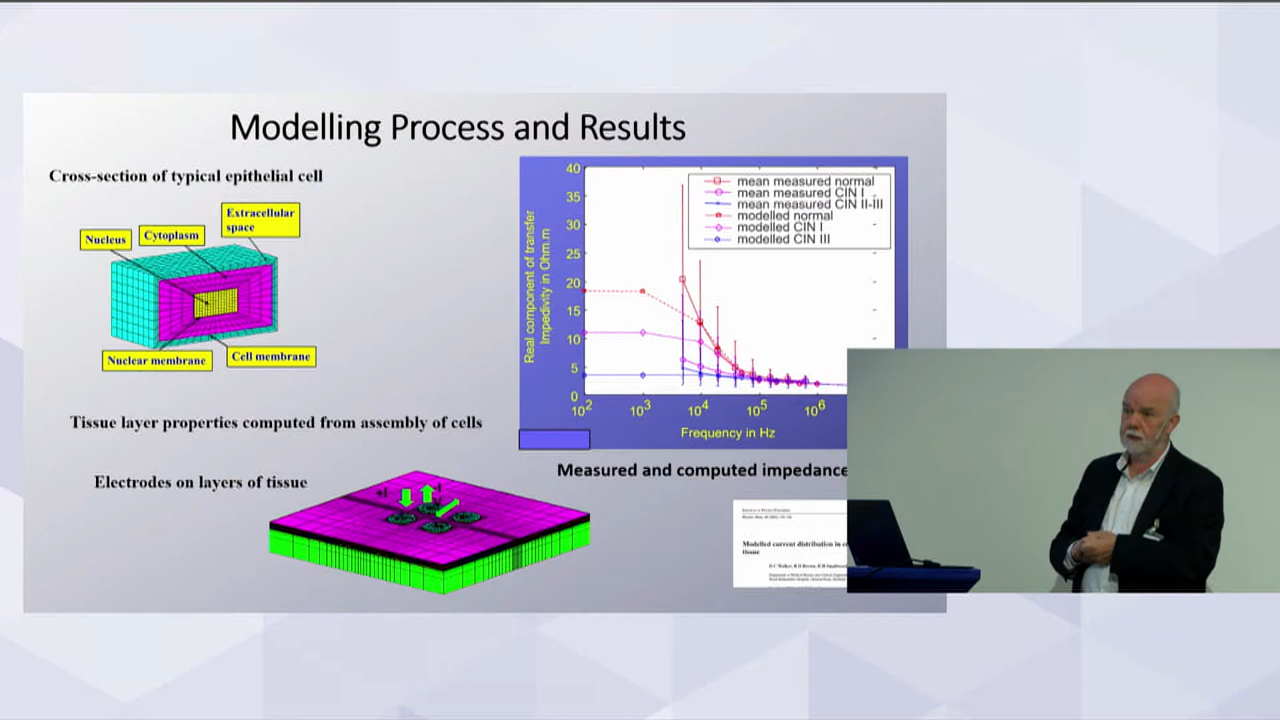 Modelling Process and Results
Cross-section of typical epithelial cell
Extracellular
space
Nucleus
Cytoplasm
Nuclear membrane
Cell membrane
Tissue layer properties computed from assembly of cells
Electrodes on layers of tissue
Real component of transfer
Impedivity in Ohm.m
40
35
30
25
20
15
10
5
0
mean measured normal
mean measured CIN I
mean measured CIN II-III
modelled normal
modelled CIN I
modelled CIN III
10^2 10^3 10^4 10^5 10^6
Frequency in Hz
Measured and computed impedance
Modelled current distribution in
tissue